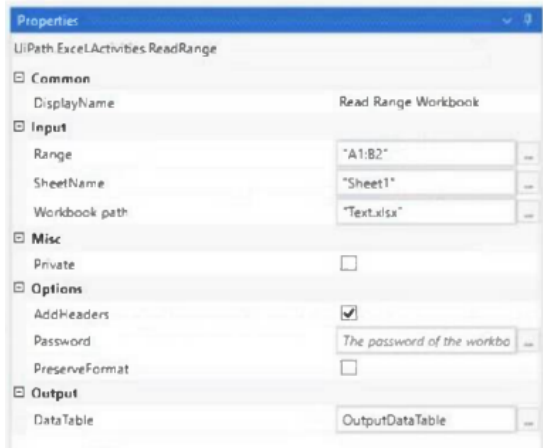 Properties
UiPath.Excel.Activities.ReadRange
Common
DisplayName Read Range Workbook
Input
Range "A1:B2" ...
SheetName "Sheet1" ...
Workbook path "Text.xlsx" ...
Misc
Private
Options
AddHeaders
Password The password of the workbo ...
PreserveFormat
Output
DataTable OutputDataTable ...